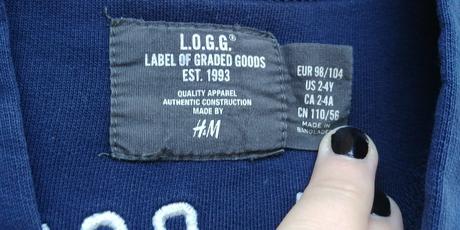 L.O.G.G.®
LABEL OF GRADED GOODS
EST. 1993
QUALITY APPAREL
AUTHENTIC CONSTRUCTION
MADE BY
H&M
EUR 98/104
US 2-4Y
CA 2-4A
CN 110/56
MADE IN
BANGLADESH